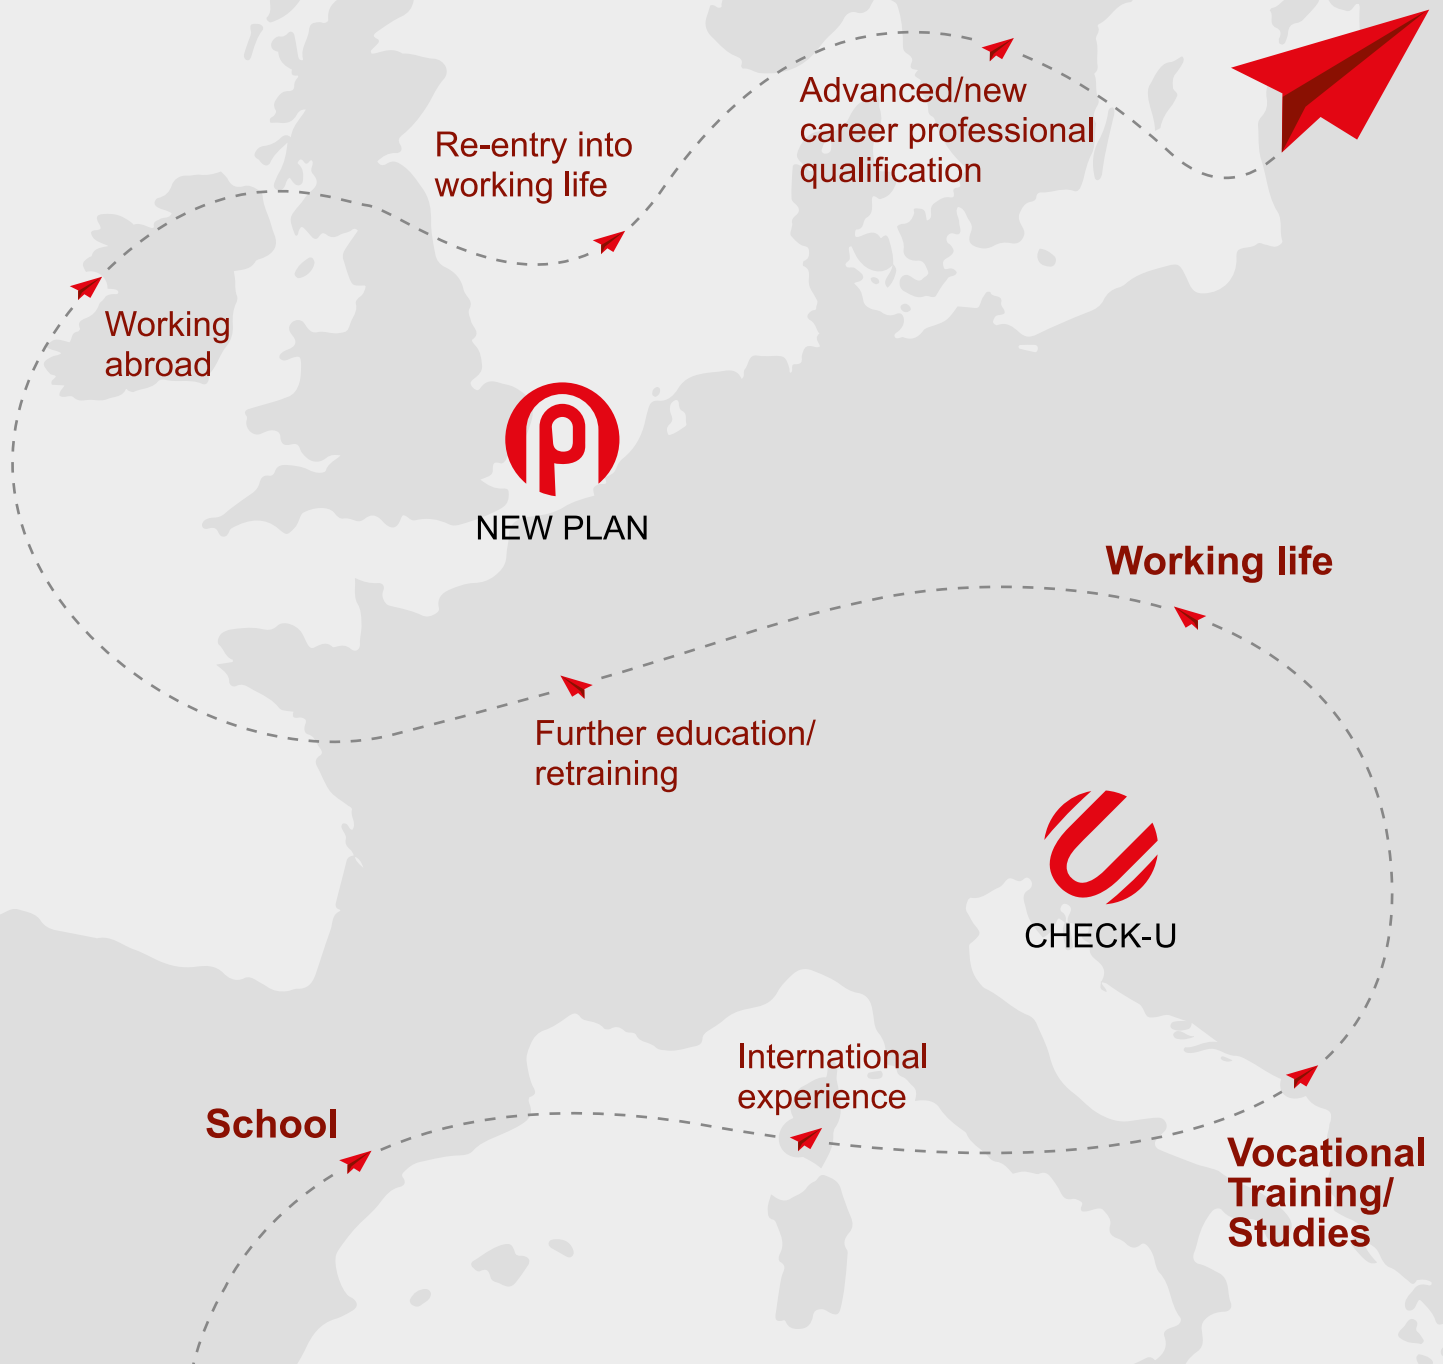 Advanced/new
career professional
qualification
Re-entry into
working life
Working
abroad
NEW PLAN
Working life
Further education/
retraining
CHECK-U
International
experience
School
Vocational
Training/
Studies